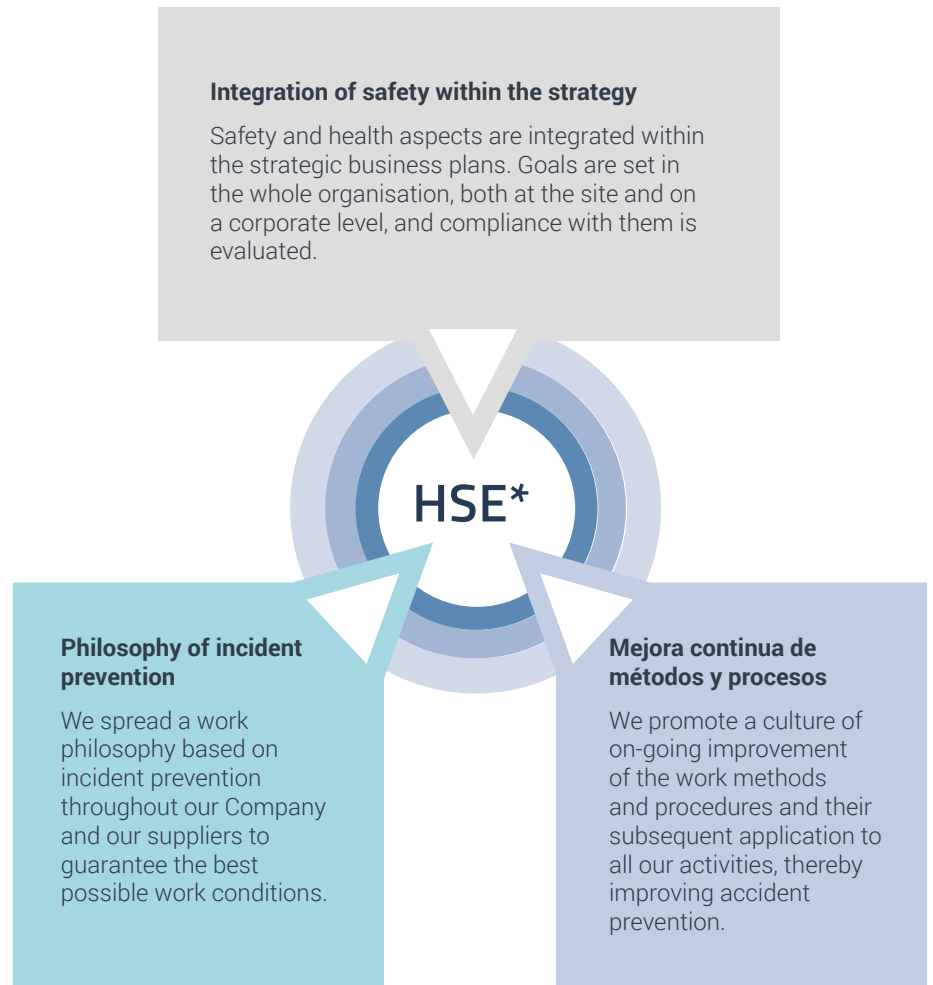 Integration of safety within the strategy
Safety and health aspects are integrated within
the strategic business plans. Goals are set in
the whole organisation, both at the site and on
a corporate level, and compliance with them is
evaluated.
HSE*
Philosophy of incident
prevention
We spread a work
philosophy based on
incident prevention
throughout our Company
and our suppliers to
guarantee the best
possible work conditions.
Mejora continua de
métodos y procesos
We promote a culture of
on-going improvement
of the work methods
and procedures and their
subsequent application to
all our activities, thereby
improving accident
prevention.